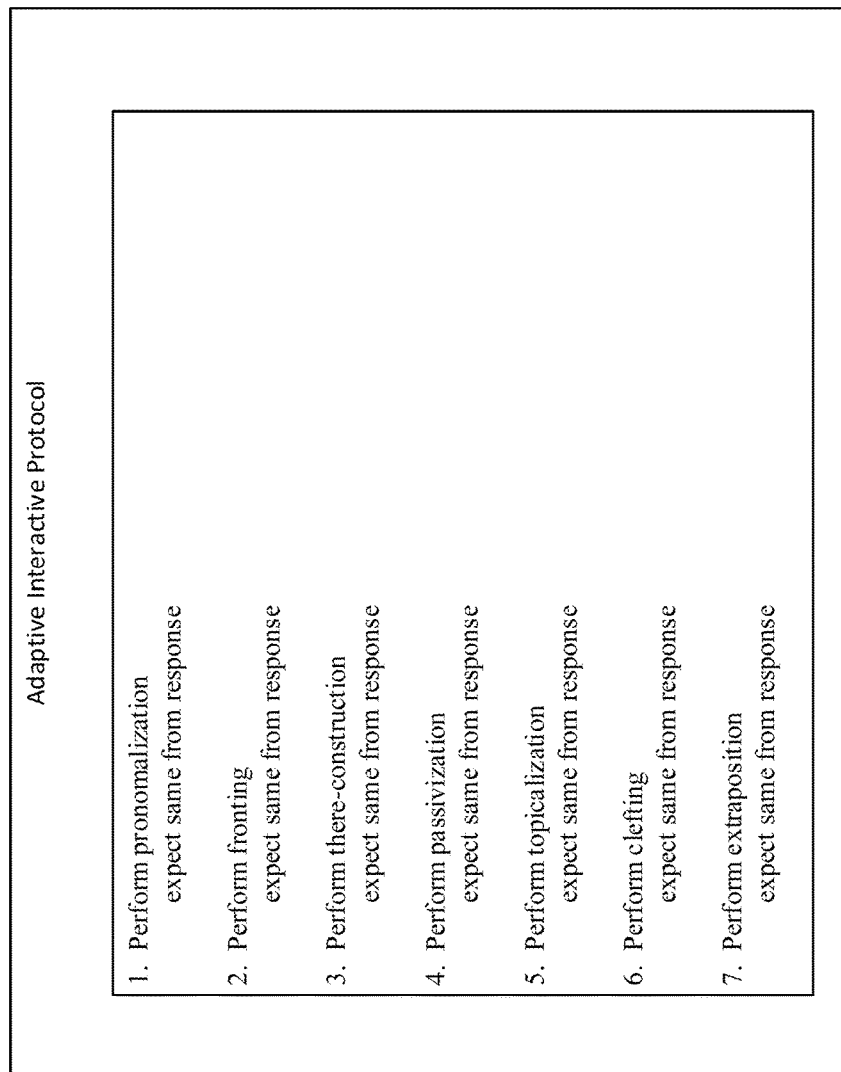 Adaptive Interactive Protocol
1. Perform pronomalization
expect same from response
2. Perform fronting
expect same from response
3. Perform there-construction
expect same from response
4. Perform passivization
expect same from response
5. Perform topicalization
expect same from response
6. Perform clefting
expect same from response
7. Perform extraposition
expect same from response